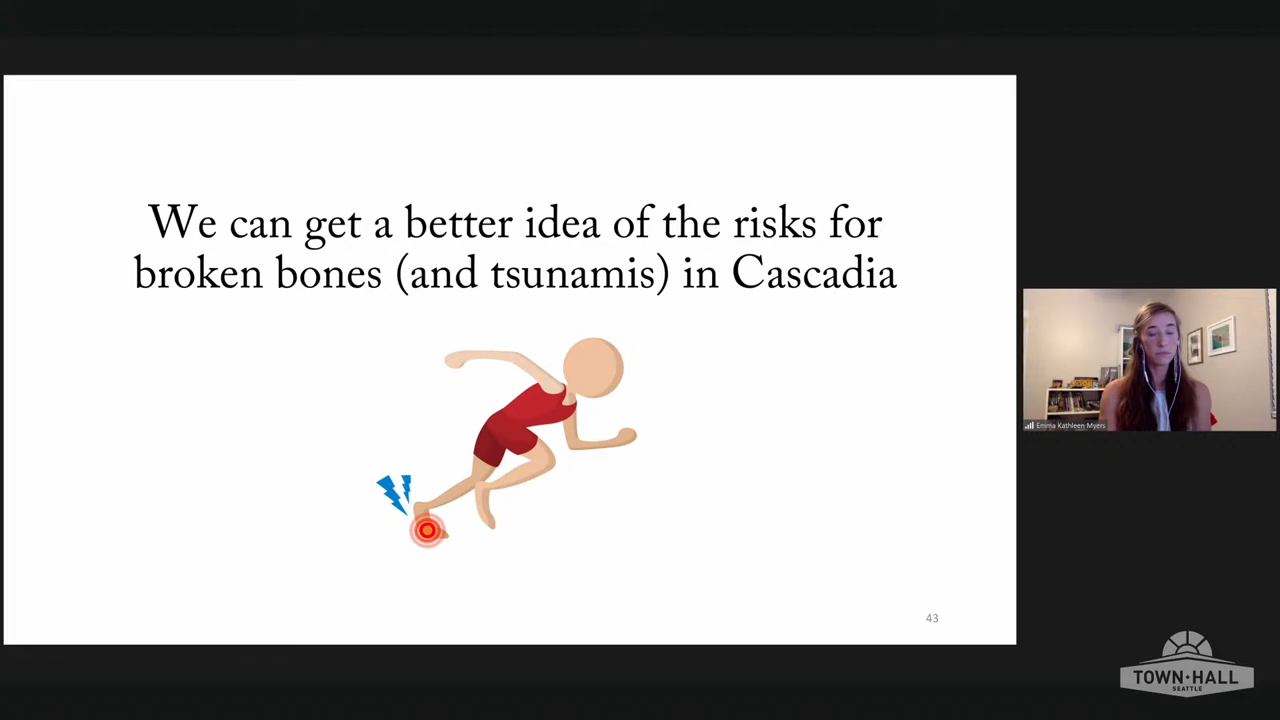 We can get a better idea of the risks for
broken bones (and tsunamis) in Cascadia
43
Emma Kathleen Myers
TOWN·HALL
SEATTLE